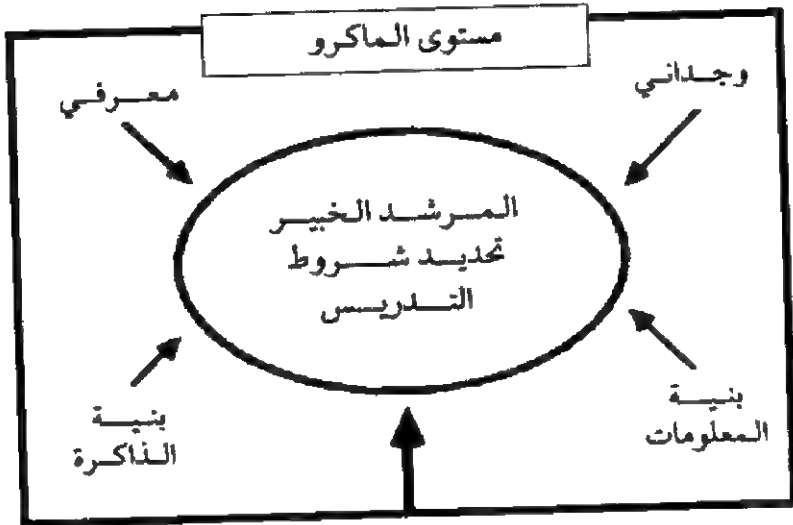 مستوى الماكرو
وجداني
معرفي
المرشد الخبير
تحديد شروط
التدريس
بنية
المعلومات
بنية
الذاكرة